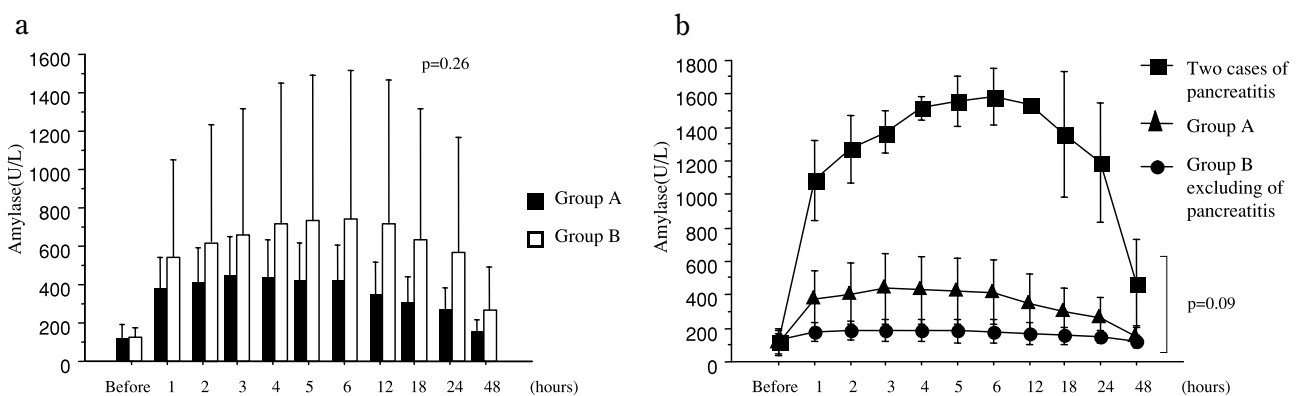 a
1600
1400
1200
1000
800
600
400
200
0
Amylase(U/L)
p=0.26
Group A
Group B
Before 1 2 3 4 5 6 12 18 24 48 (hours)
b
1800
1600
1400
1200
1000
800
600
400
200
0
Amylase(U/L)
Two cases of
pancreatitis
Group A
Group B
excluding of
pancreatitis
p=0.09
Before 1 2 3 4 5 6 12 18 24 48 (hours)